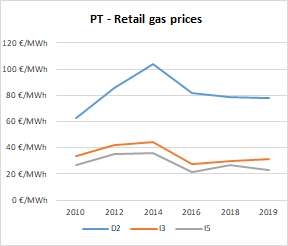 PT - Retail gas prices
120 €/MWh
100 €/MWh
80 €/MWh
60 €/MWh
40 €/MWh
20 €/MWh
0 €/MWh
2010 2012 2014 2016 2018 2019
D2 I3 I5